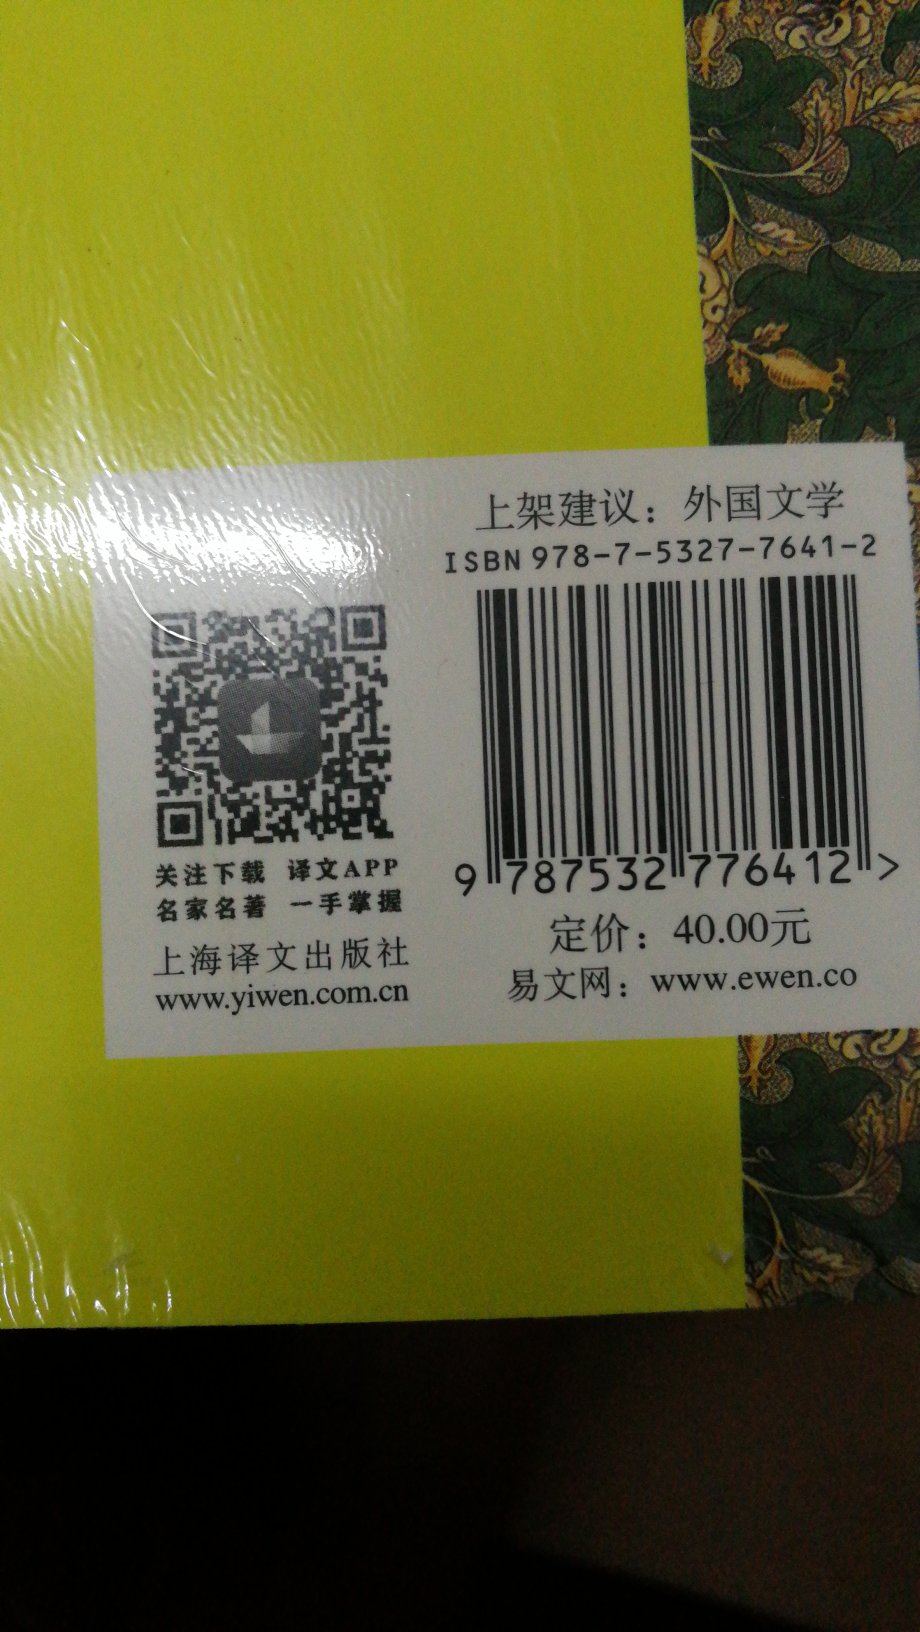 上架建议：外国文学
ISBN 978-7-5327-7641-2
9 787532 776412 >
定价：40.00元
易文网：www.ewen.co
关注下载 译文APP
名家名著 一手掌握
上海译文出版社
www.yiwen.com.cn